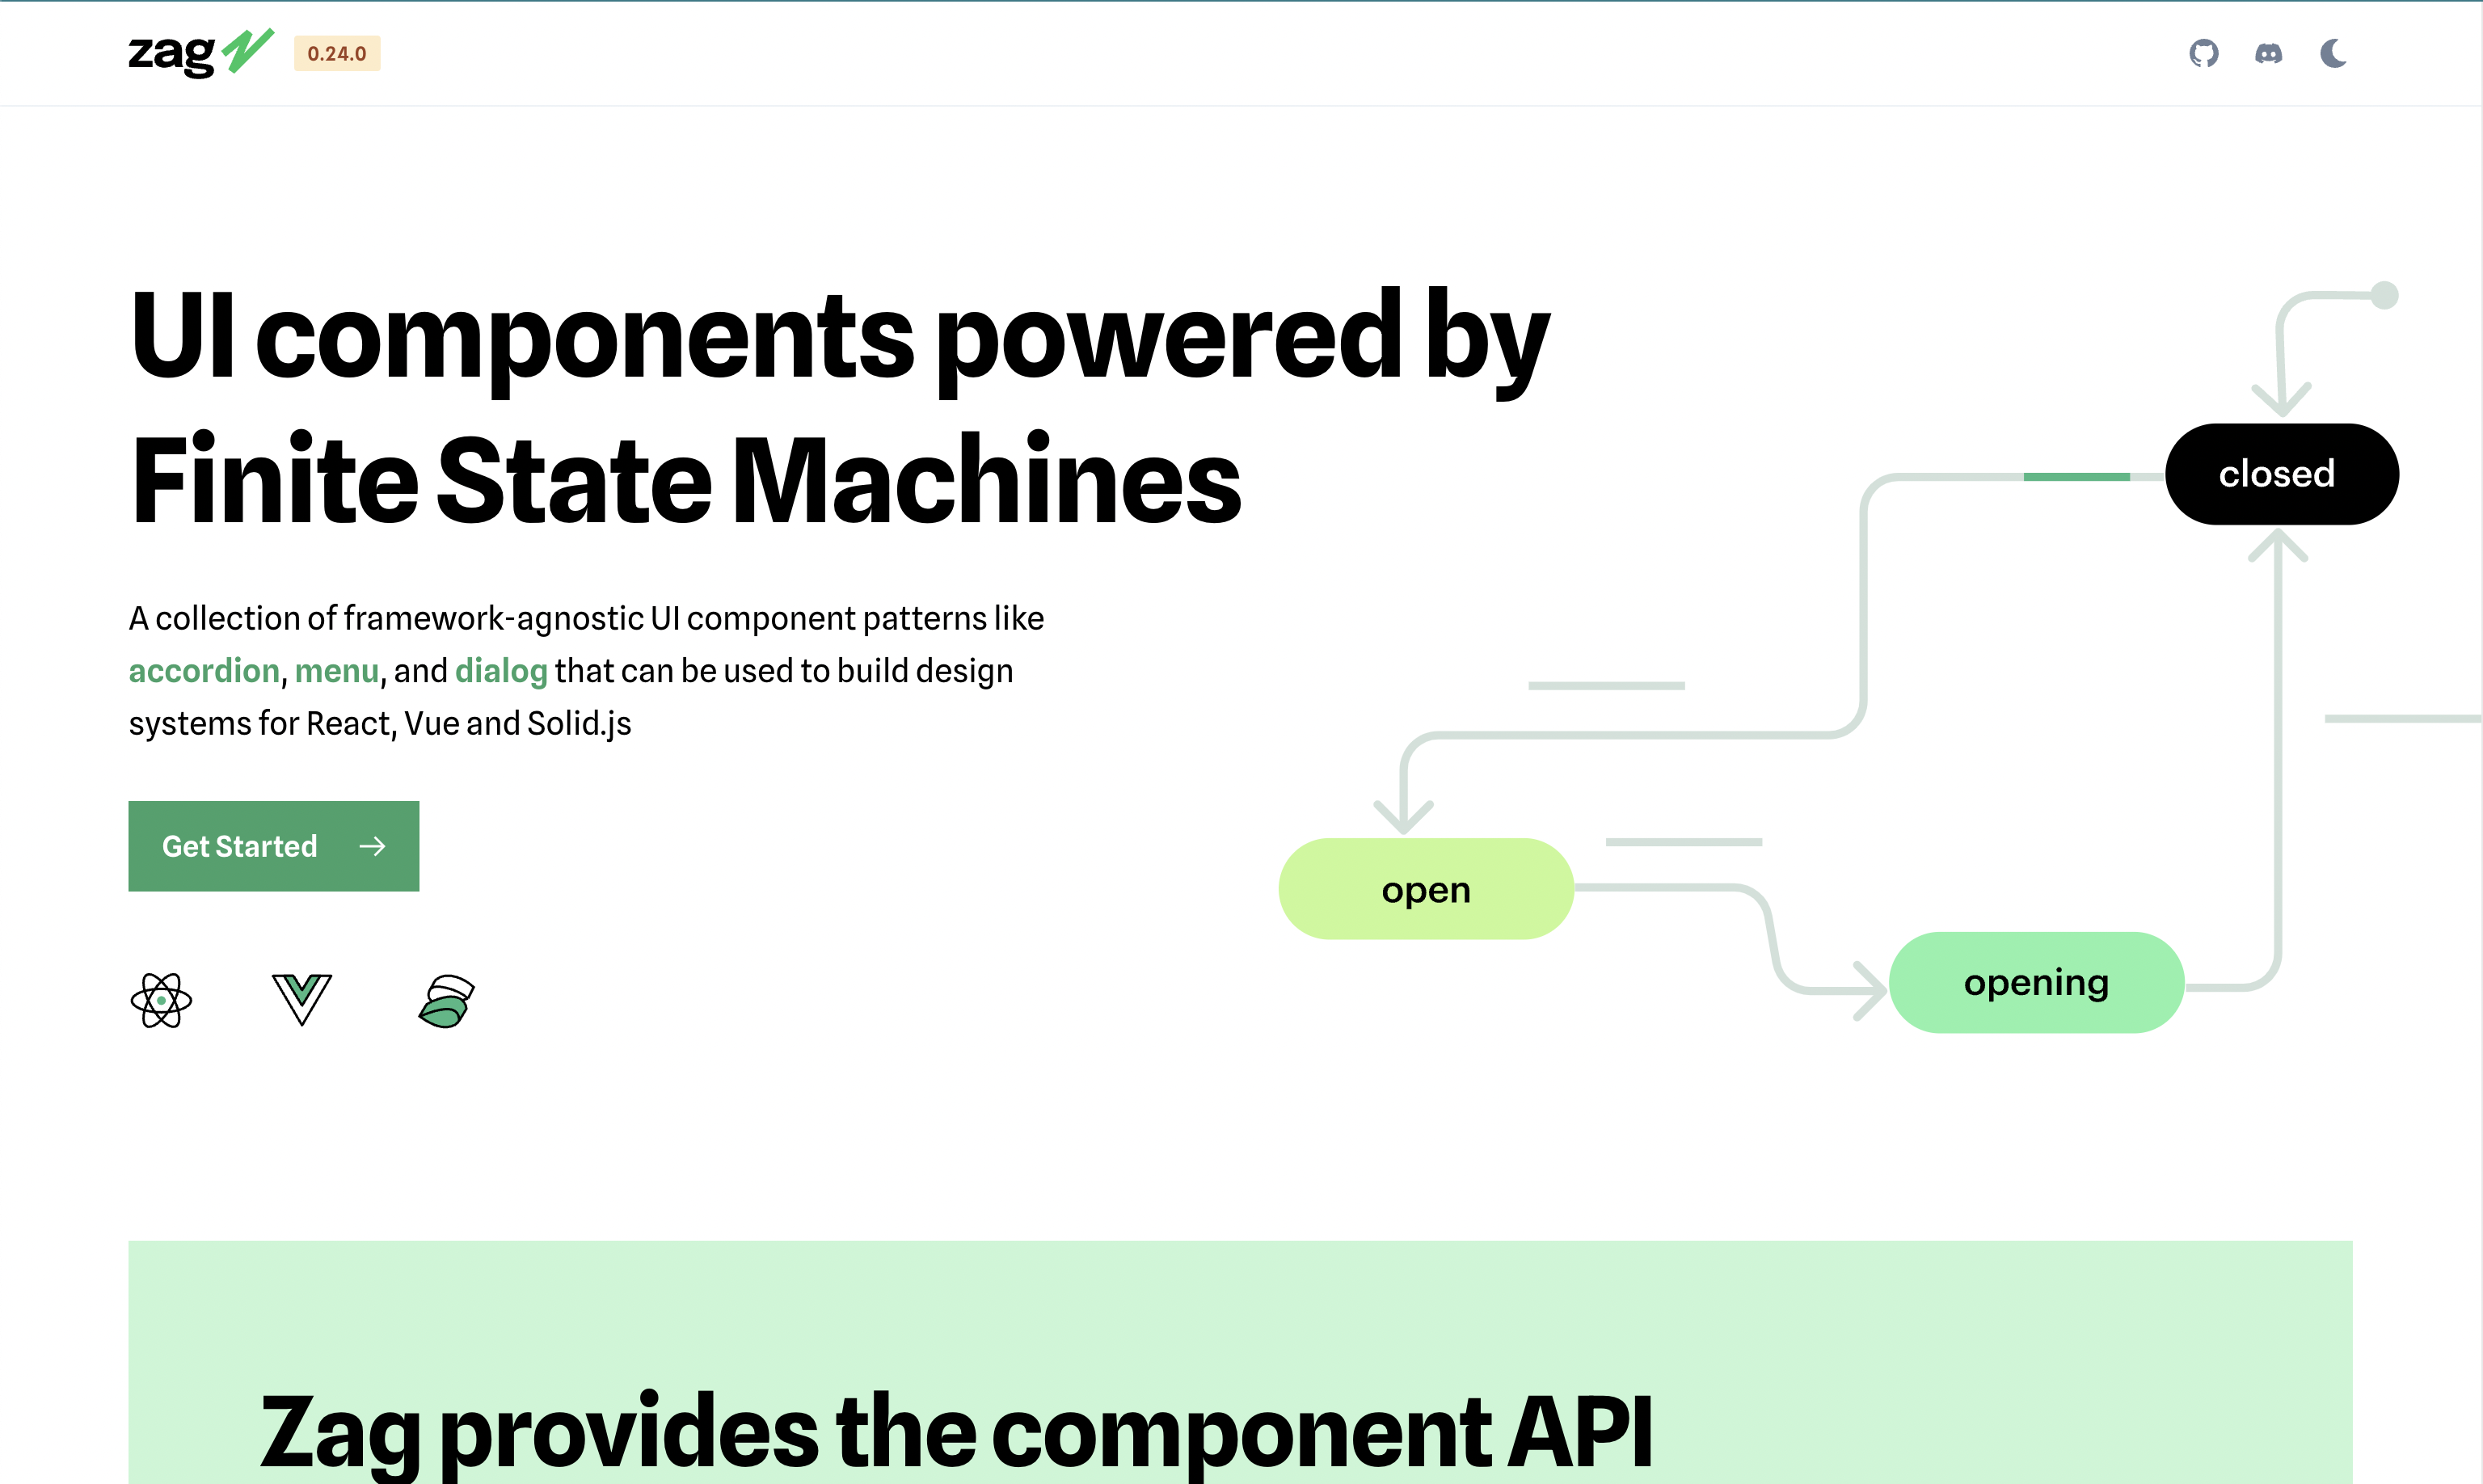 zag 0.24.0
UI components powered by
Finite State Machines
A collection of framework-agnostic UI component patterns like
accordion, menu, and dialog that can be used to build design
systems for React, Vue and Solid.js
Get Started
closed
open
opening
Zag provides the component API